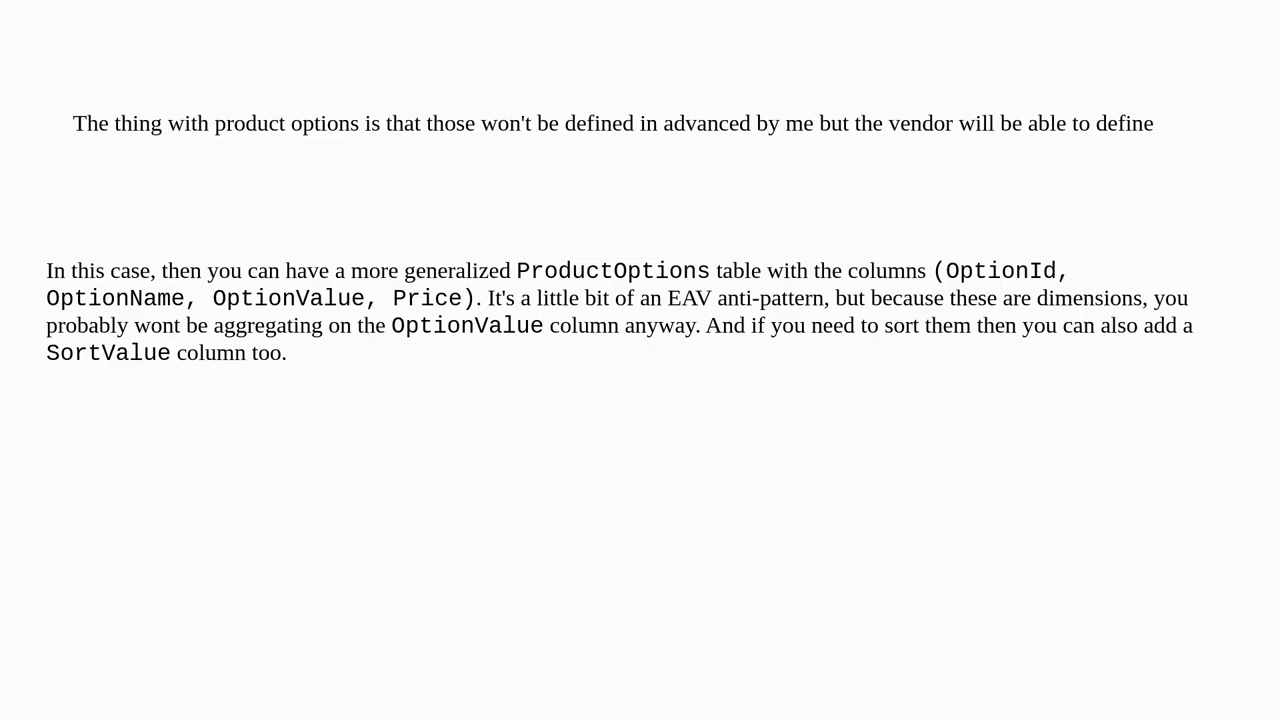 The thing with product options is that those won't be defined in advanced by me but the vendor will be able to define
In this case, then you can have a more generalized ProductOptions table with the columns (OptionId,
OptionName, OptionValue, Price). It's a little bit of an EAV anti-pattern, but because these are dimensions, you
probably wont be aggregating on the OptionValue column anyway. And if you need to sort them then you can also add a
SortValue column too.